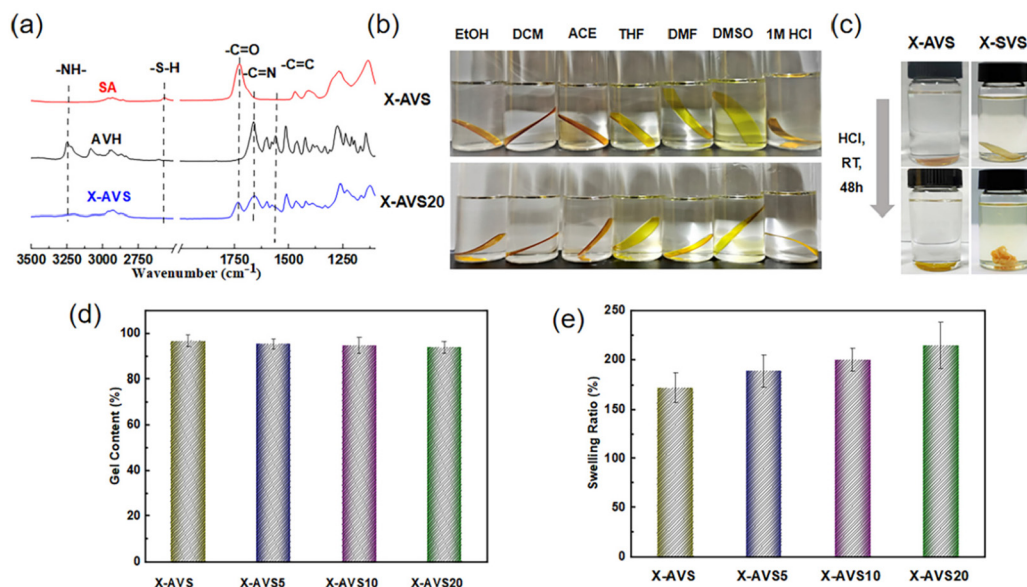 (a)
-NH-
-S-H
-C=O
-C=N
-C=C
SA
AVH
X-AVS
3500 3250 3000 2750 1750 1500 1250
Wavenumber (cm⁻¹)
(b)
EtOH DCM ACE THF DMF DMSO 1M HCl
X-AVS
X-AVS20
(c)
X-AVS X-SVS
HCl,
RT,
48h
(d)
Gel Content (%)
100
80
60
40
20
0
X-AVS X-AVS5 X-AVS10 X-AVS20
(e)
Swelling Ratio (%)
250
200
150
100
50
0
X-AVS X-AVS5 X-AVS10 X-AVS20